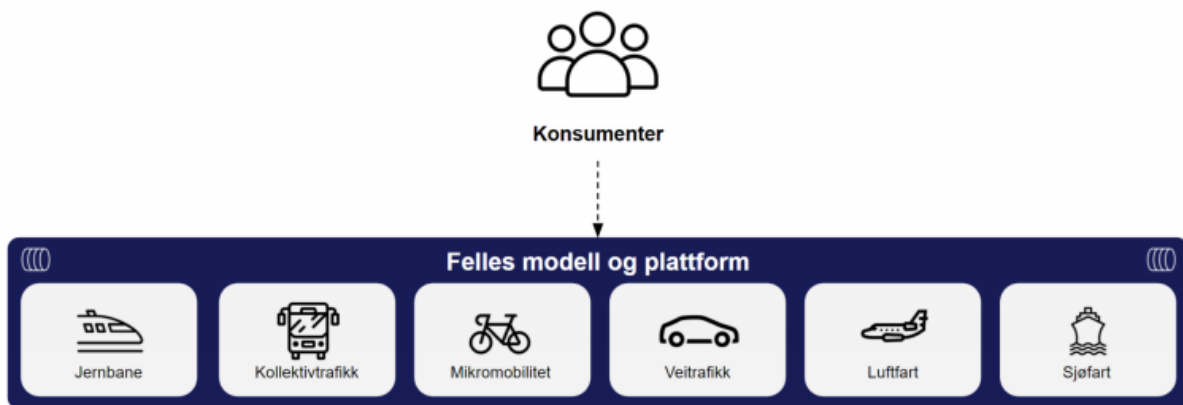 Konsumenter
Felles modell og plattform
Jernbane
Kollektivtrafikk
Mikromobilitet
Veitrafikk
Luftfart
Sjøfart